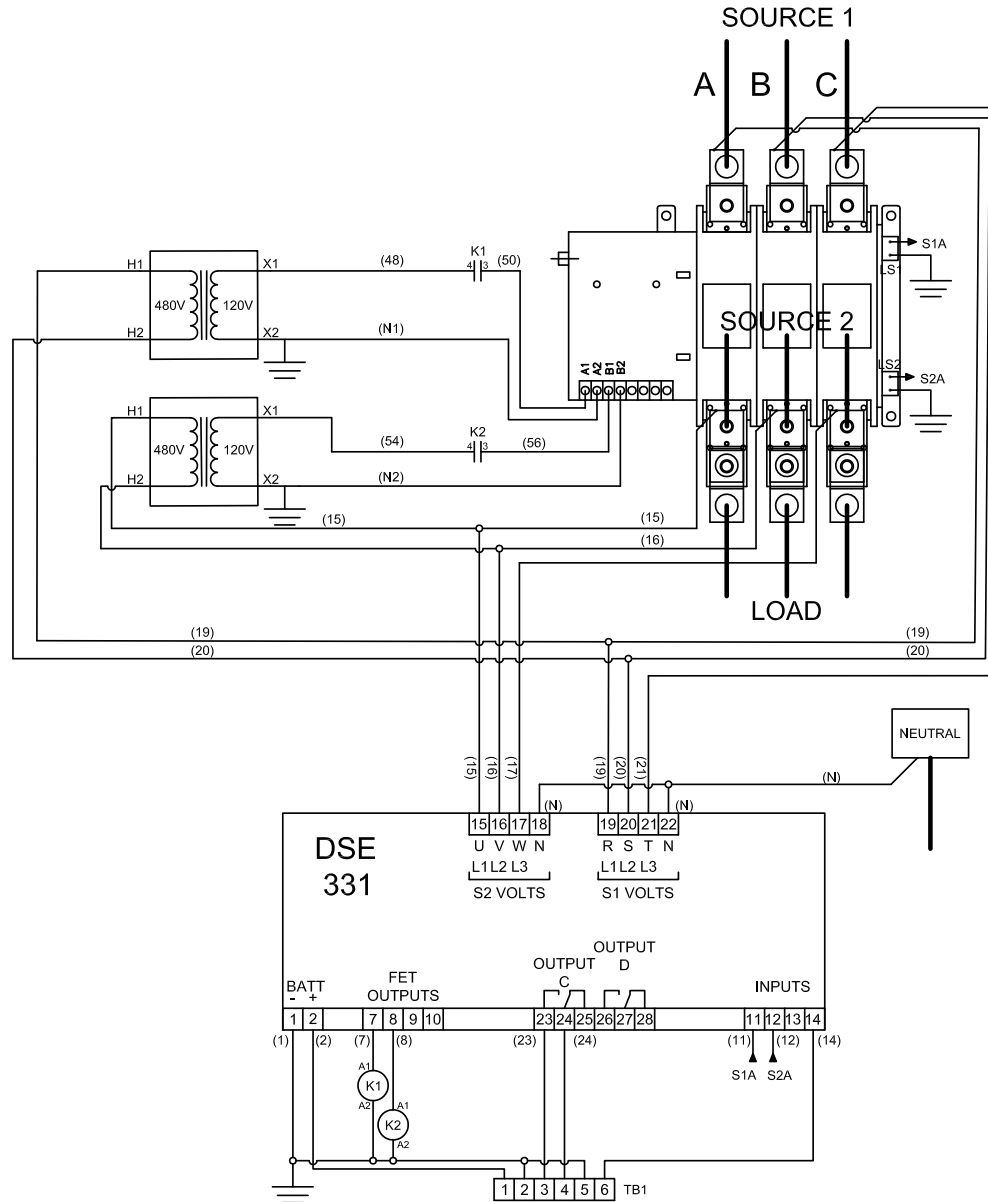 SOURCE 1
A B C
S1A
LS1
K1
4 3
(48) (50)
H1 X1
480V 120V
H2 X2
(N1)
SOURCE 2
A1 A2 B1 B2
LS2
S2A
H1 X1
480V 120V
H2 X2
K2
4 3
(54) (56)
(N2)
(15) (15)
(16)
LOAD
(19) (19)
(20) (20)
NEUTRAL
(15) (16) (17) (19) (20) (21)
(N)
(N) (N)
DSE
331
15 16 17 18 19 20 21 22
U V W N R S T N
L1 L2 L3 L1 L2 L3
S2 VOLTS S1 VOLTS
OUTPUT
C
OUTPUT
D
BATT
- +
FET
OUTPUTS
INPUTS
1 2 7 8 9 10 23 24 25 26 27 28 11 12 13 14
(1) (2) (7) (8) (23) (24) (11) (12) (14)
S1A S2A
A1
K1
A2
A1
K2
A2
1 2 3 4 5 6 TB1